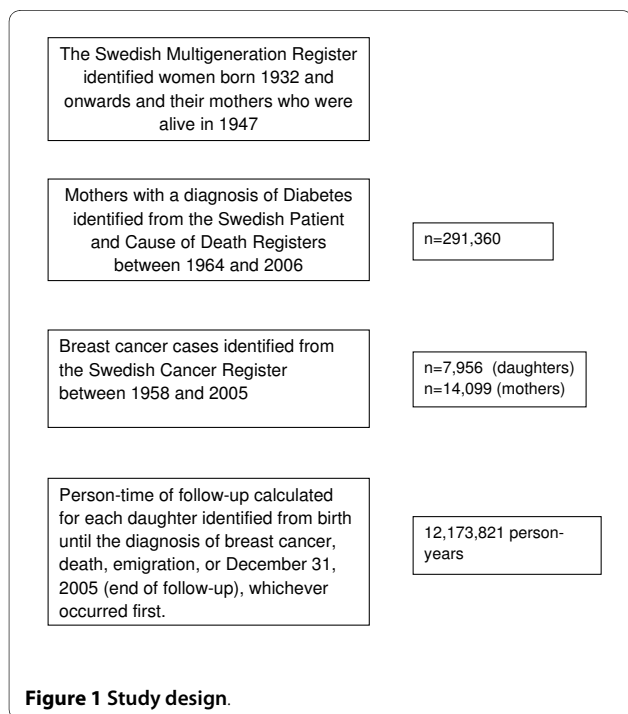 The Swedish Multigeneration Register
identified women born 1932 and
onwards and their mothers who were
alive in 1947
Mothers with a diagnosis of Diabetes
identified from the Swedish Patient
and Cause of Death Registers
between 1964 and 2006
n=291,360
Breast cancer cases identified from
the Swedish Cancer Register
between 1958 and 2005
n=7,956 (daughters)
n=14,099 (mothers)
Person-time of follow-up calculated
for each daughter identified from birth
until the diagnosis of breast cancer,
death, emigration, or December 31,
2005 (end of follow-up), whichever
occurred first.
12,173,821 person-
years
Figure 1 Study design.